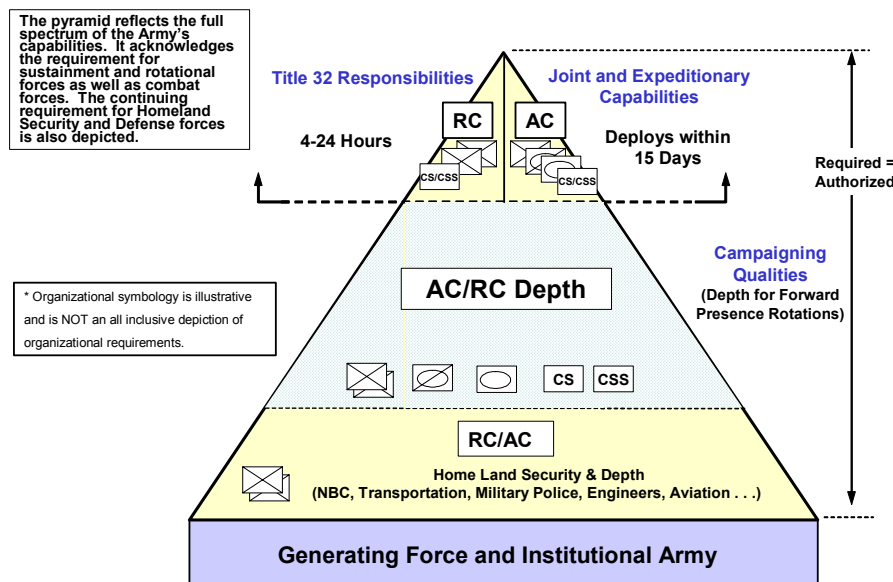 The pyramid reflects the full
spectrum of the Army's
capabilities. It acknowledges
the requirement for
sustainment and rotational
forces as well as combat
forces. The continuing
requirement for Homeland
Security and Defense forces
is also depicted.
Title 32 Responsibilities
Joint and Expeditionary
Capabilities
RC
AC
4-24 Hours
Deploys within
15 Days
CS/CSS
CS/CSS
Required =
Authorized
Campaigning
Qualities
(Depth for Forward
Presence Rotations)
AC/RC Depth
* Organizational symbology is illustrative
and is NOT an all inclusive depiction of
organizational requirements.
CS
CSS
RC/AC
Home Land Security & Depth
(NBC, Transportation, Military Police, Engineers, Aviation . . .)
Generating Force and Institutional Army